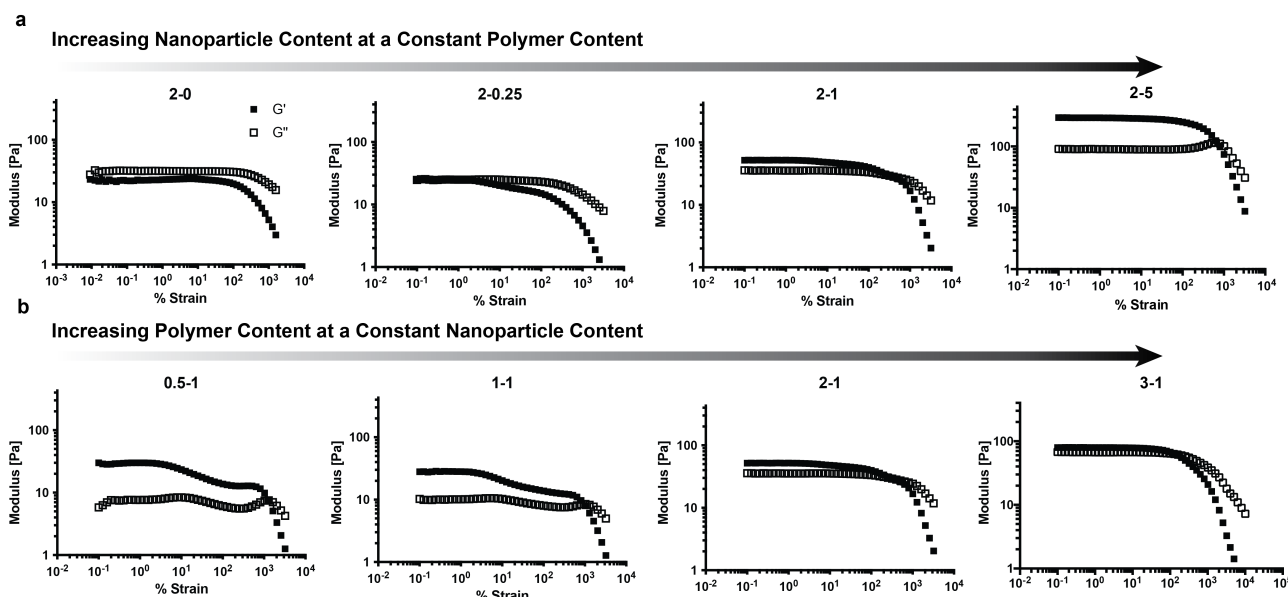 a
Increasing Nanoparticle Content at a Constant Polymer Content
2-0
2-0.25
2-1
2-5
G'
G''
Modulus [Pa]
100
10
1
10⁻³ 10⁻² 10⁻¹ 10⁰ 10¹ 10² 10³ 10⁴
% Strain
Modulus [Pa]
100
10
1
10⁻² 10⁻¹ 10⁰ 10¹ 10² 10³ 10⁴
% Strain
Modulus [Pa]
100
10
1
10⁻² 10⁻¹ 10⁰ 10¹ 10² 10³ 10⁴
% Strain
Modulus [Pa]
100
10
1
10⁻² 10⁻¹ 10⁰ 10¹ 10² 10³ 10⁴
% Strain
b
Increasing Polymer Content at a Constant Nanoparticle Content
0.5-1
1-1
2-1
3-1
Modulus [Pa]
100
10
1
10⁻² 10⁻¹ 10⁰ 10¹ 10² 10³ 10⁴
% Strain
Modulus [Pa]
100
10
1
10⁻² 10⁻¹ 10⁰ 10¹ 10² 10³ 10⁴
% Strain
Modulus [Pa]
100
10
1
10⁻² 10⁻¹ 10⁰ 10¹ 10² 10³ 10⁴
% Strain
Modulus [Pa]
100
10
1
10⁻² 10⁻¹ 10⁰ 10¹ 10² 10³ 10⁴
% Strain